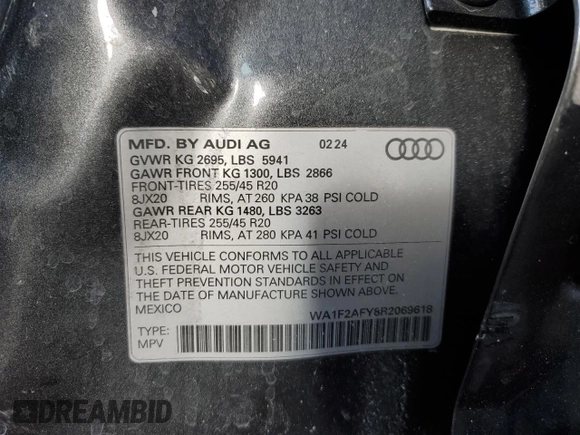 MFD. BY AUDI AG 02 24
GVWR KG 2695, LBS 5941
GAWR FRONT KG 1300, LBS 2866
FRONT-TIRES 255/45 R20
8JX20 RIMS, AT 260 KPA 38 PSI COLD
GAWR REAR KG 1480, LBS 3263
REAR-TIRES 255/45 R20
8JX20 RIMS, AT 280 KPA 41 PSI COLD
THIS VEHICLE CONFORMS TO ALL APPLICABLE
U.S. FEDERAL MOTOR VEHICLE SAFETY AND
THEFT PREVENTION STANDARDS IN EFFECT ON
THE DATE OF MANUFACTURE SHOWN ABOVE.
MEXICO
WA1F2AFY8R2069618
TYPE:
MPV
DREAMBID